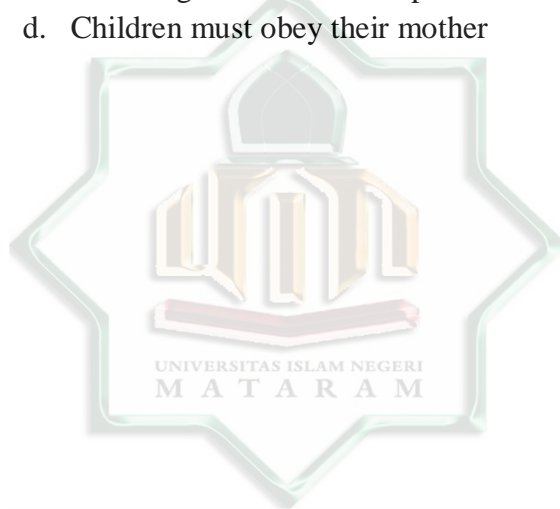 d. Children must obey their mother
UNIVERSITAS ISLAM NEGERI
M A T A R A M